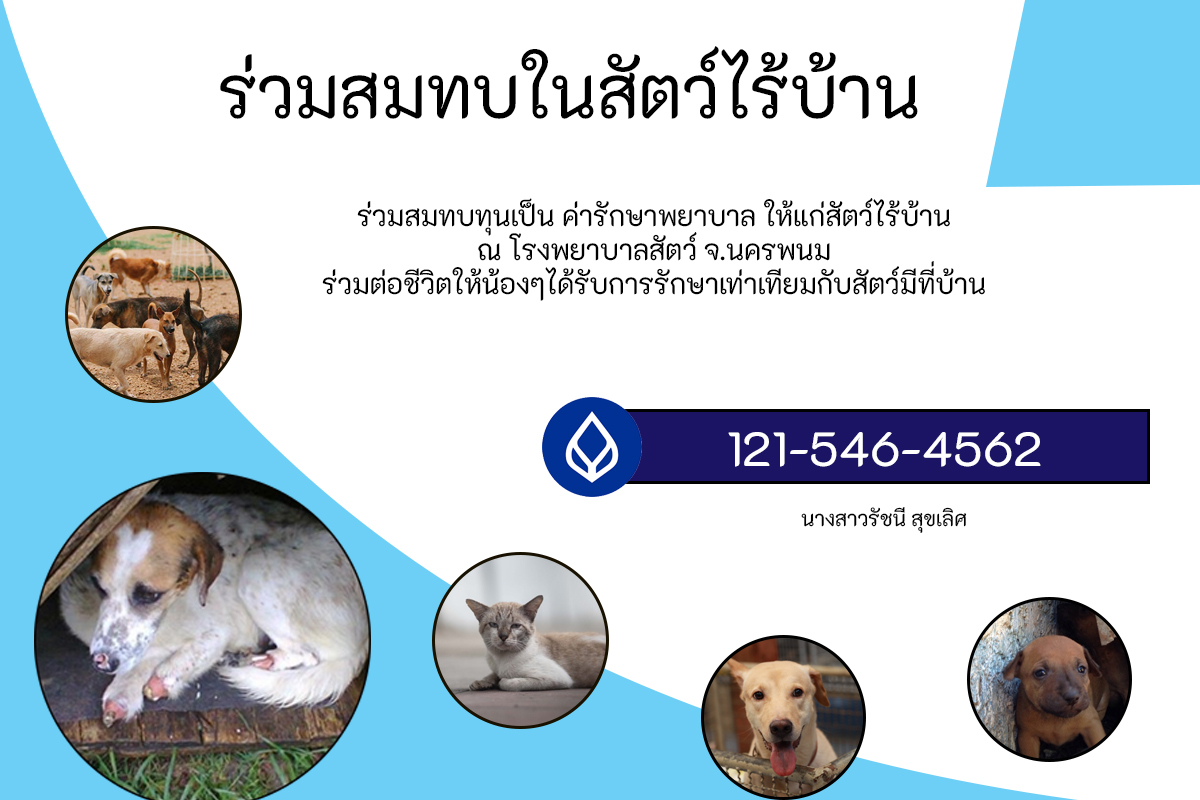 ร่วมสมทบในสัตว์ไร้บ้าน
ร่วมสมทบทุนเป็น ค่ารักษาพยาบาล ให้แก่สัตว์ไร้บ้าน
ณ โรงพยาบาลสัตว์ จ.นครพนม
ร่วมต่อชีวิตให้น้องๆได้รับการรักษาเท่าเทียมกับสัตว์มีที่บ้าน
121-546-4562
นางสาวรัชนี สุขเลิศ